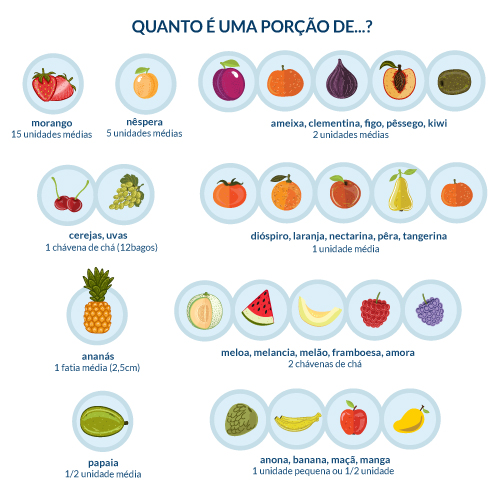 QUANTO É UMA PORÇÃO DE...?
morango
15 unidades médias
nêspera
5 unidades médias
ameixa, clementina, figo, pêssego, kiwi
2 unidades médias
cerejas, uvas
1 chávena de chá (12bagos)
dióspiro, laranja, nectarina, pêra, tangerina
1 unidade média
ananás
1 fatia média (2,5cm)
meloa, melancia, melão, framboesa, amora
2 chávenas de chá
papaia
1/2 unidade média
anona, banana, maçã, manga
1 unidade pequena ou 1/2 unidade